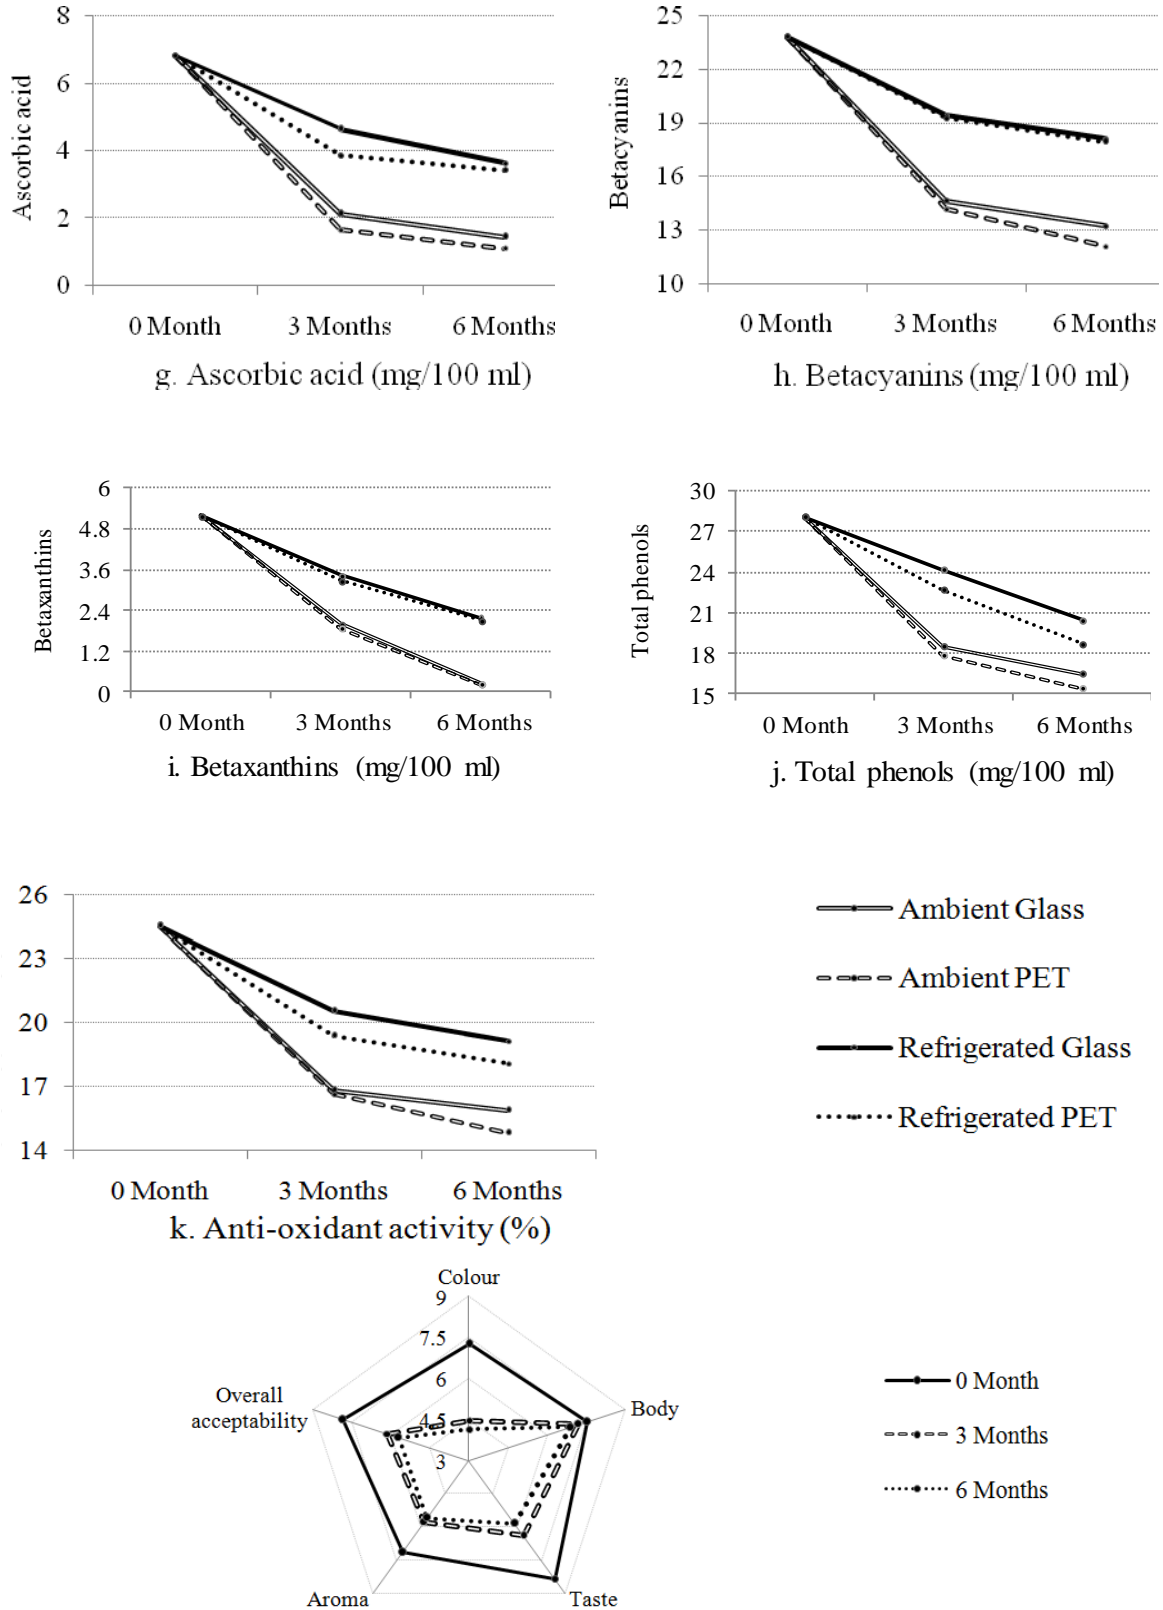 8
6
4
2
0
Ascorbic acid
0 Month 3 Months 6 Months
g. Ascorbic acid (mg/100 ml)
25
22
19
16
13
10
Betacyanins
0 Month 3 Months 6 Months
h. Betacyanins (mg/100 ml)
6
4.8
3.6
2.4
1.2
0
Betaxanthins
0 Month 3 Months 6 Months
i. Betaxanthins (mg/100 ml)
30
27
24
21
18
15
Total phenols
0 Month 3 Months 6 Months
j. Total phenols (mg/100 ml)
26
23
20
17
14
0 Month 3 Months 6 Months
k. Anti-oxidant activity (%)
Ambient Glass
Ambient PET
Refrigerated Glass
Refrigerated PET
Colour
9
7.5
6
4.5
3
Overall
acceptability
Body
Aroma
Taste
0 Month
3 Months
6 Months